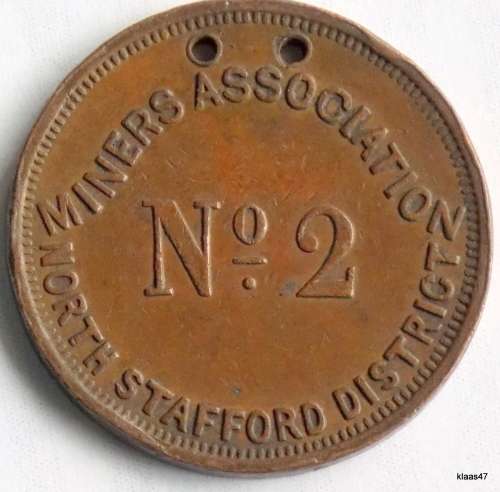 MINERS ASSOCIATION
No. 2
NORTH STAFFORD DISTRICT
klaas47